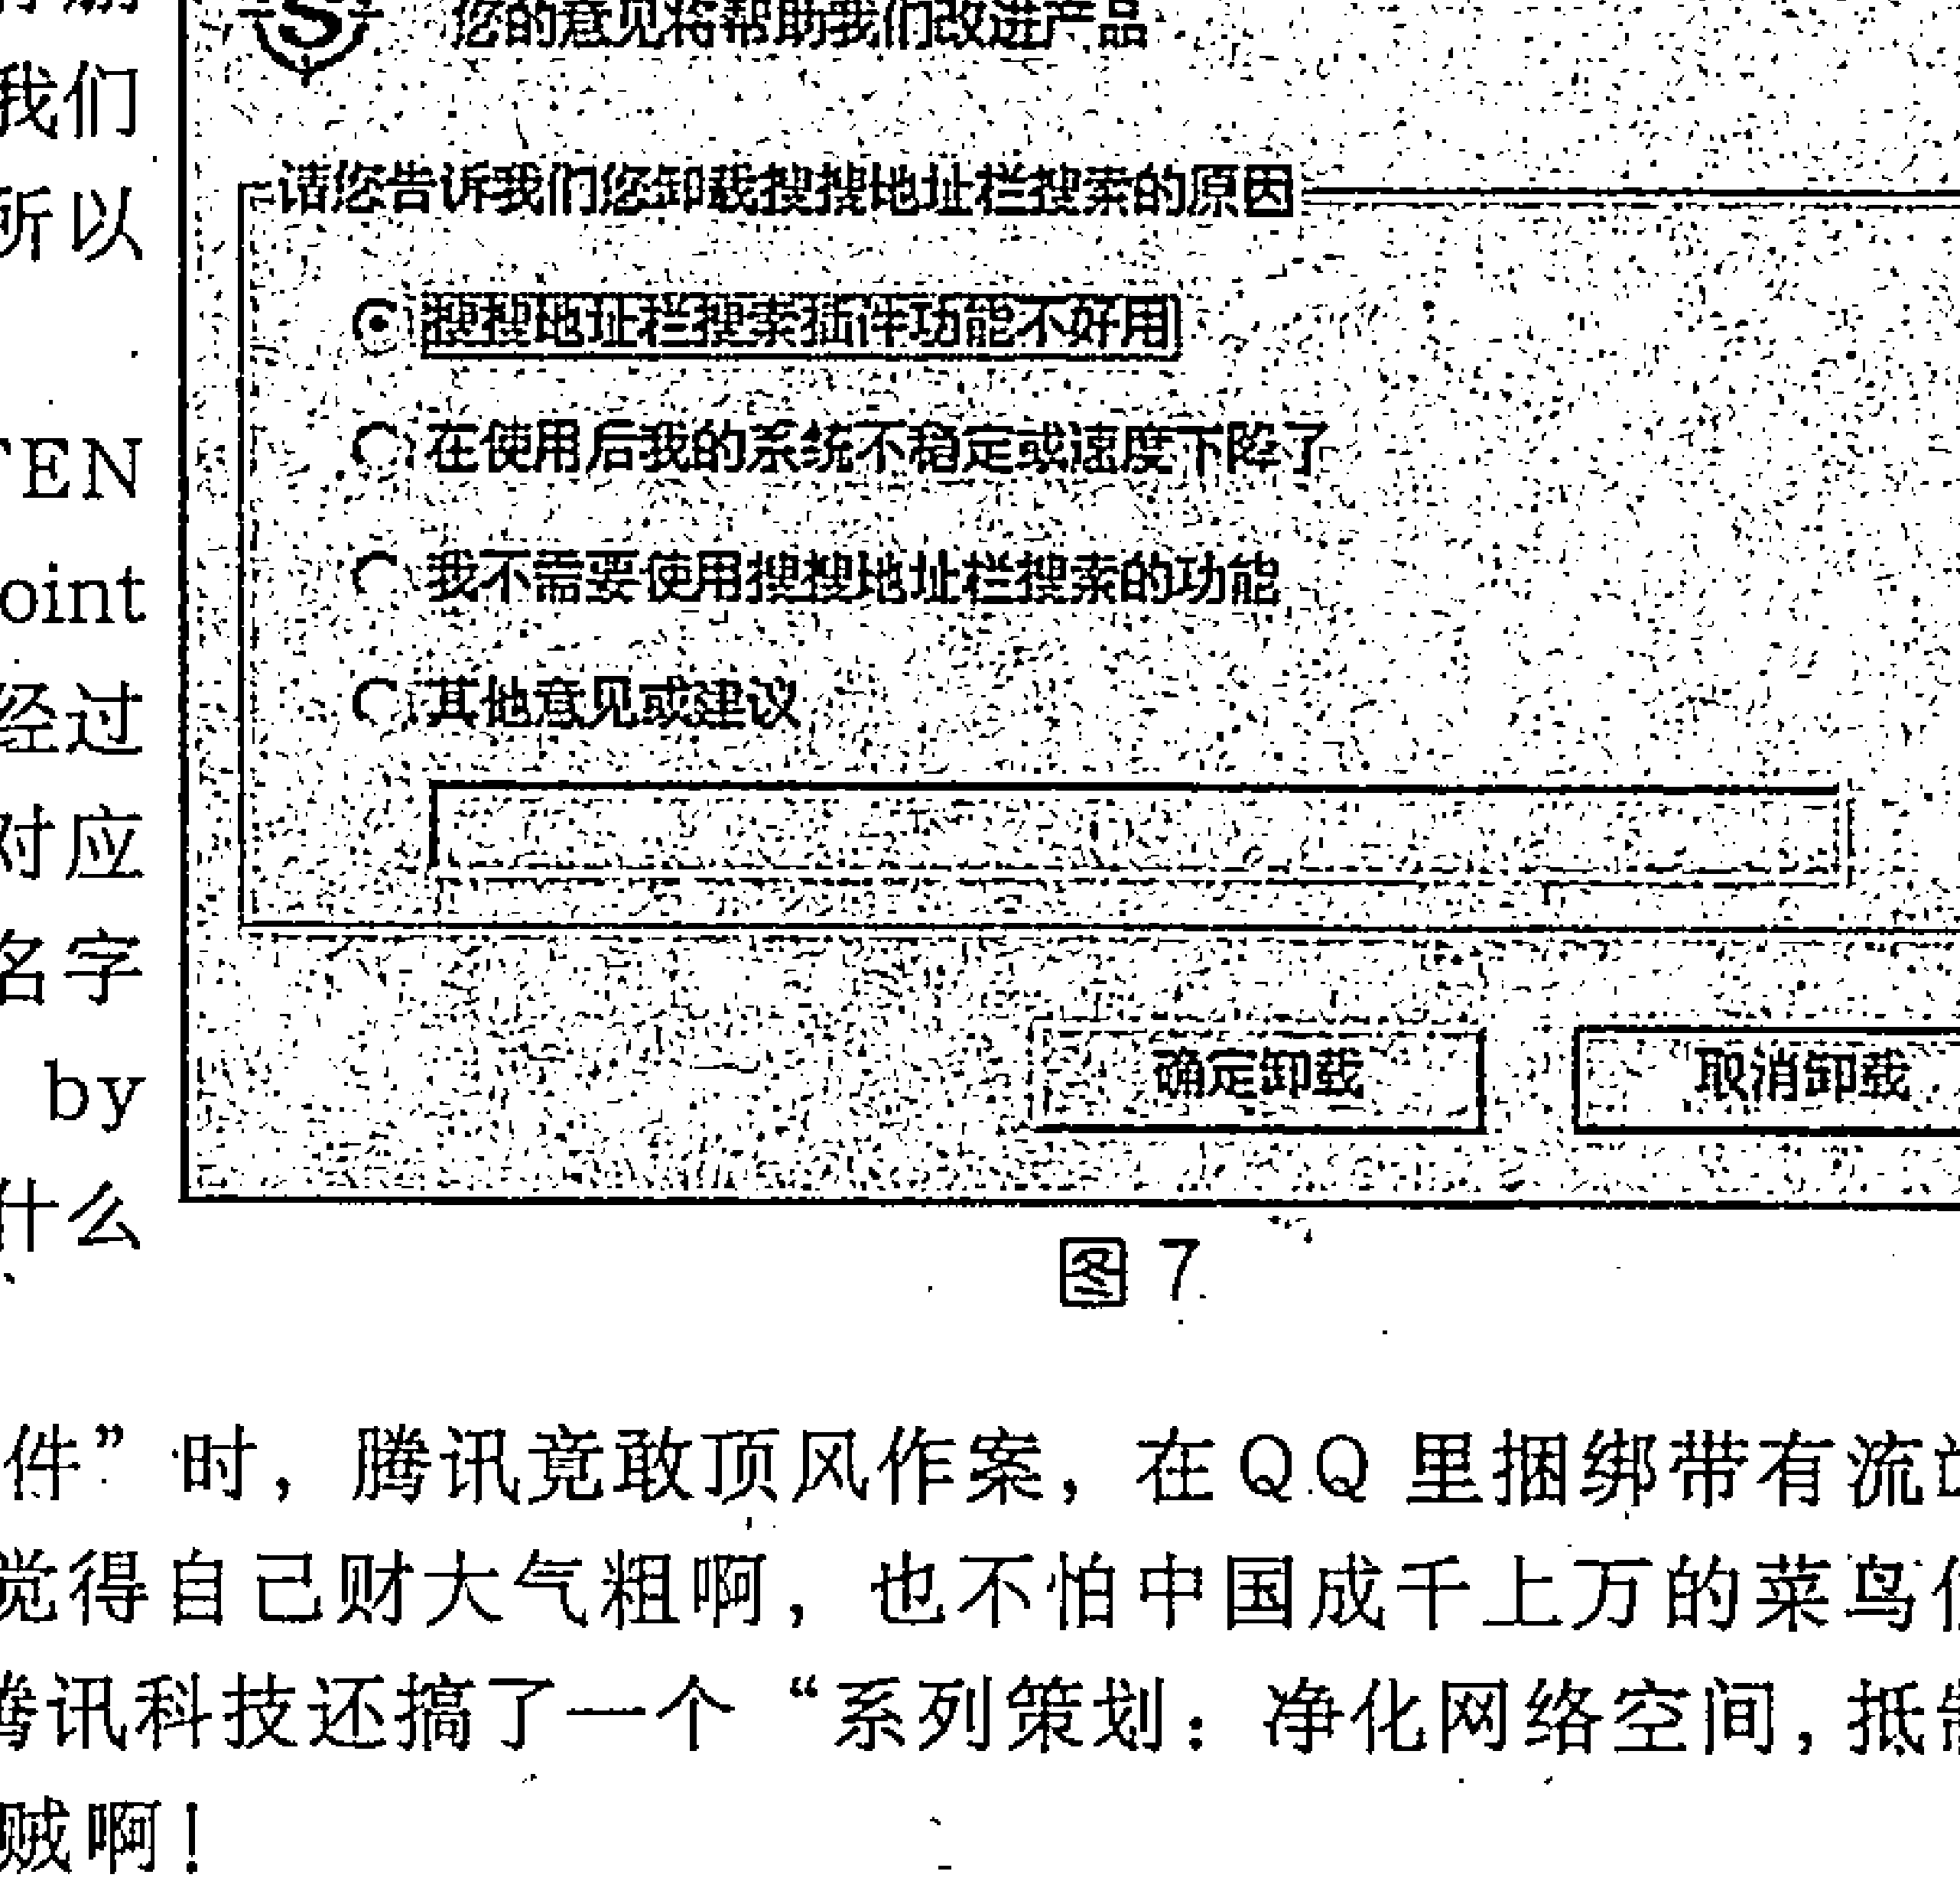 我们
所以
TEN
oint
经过
对应
名字
by
什么
S
您的意见将帮助我们改进产品
请您告诉我们您卸载搜搜地址栏搜索的原因
搜搜地址栏搜索插件功能不好用
在使用后我的系统不稳定或速度下降了
我不需要使用搜搜地址栏搜索的功能
其他意见或建议
确定卸载 取消卸载
图 7
件”时，腾讯竟敢顶风作案，在QQ里捆绑带有流
觉得自己财大气粗啊，也不怕中国成千上万的菜鸟
腾讯科技还搞了一个“系列策划：净化网络空间，抵
贼啊！